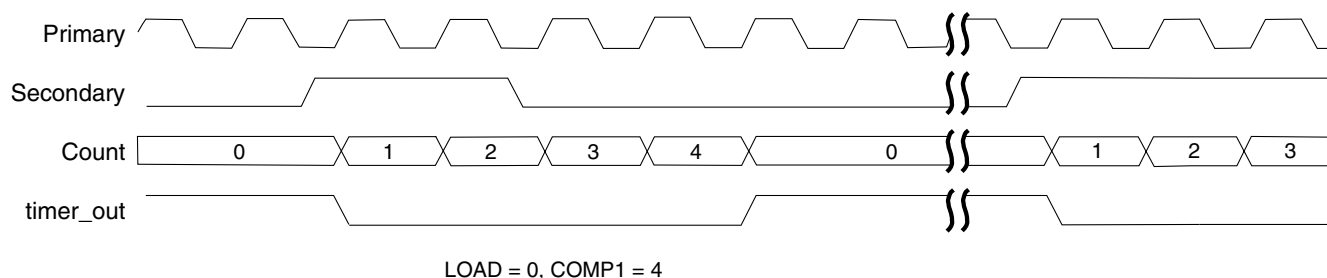 Primary
Secondary
Count 0 1 2 3 4 0 1 2 3
timer_out
LOAD = 0, COMP1 = 4